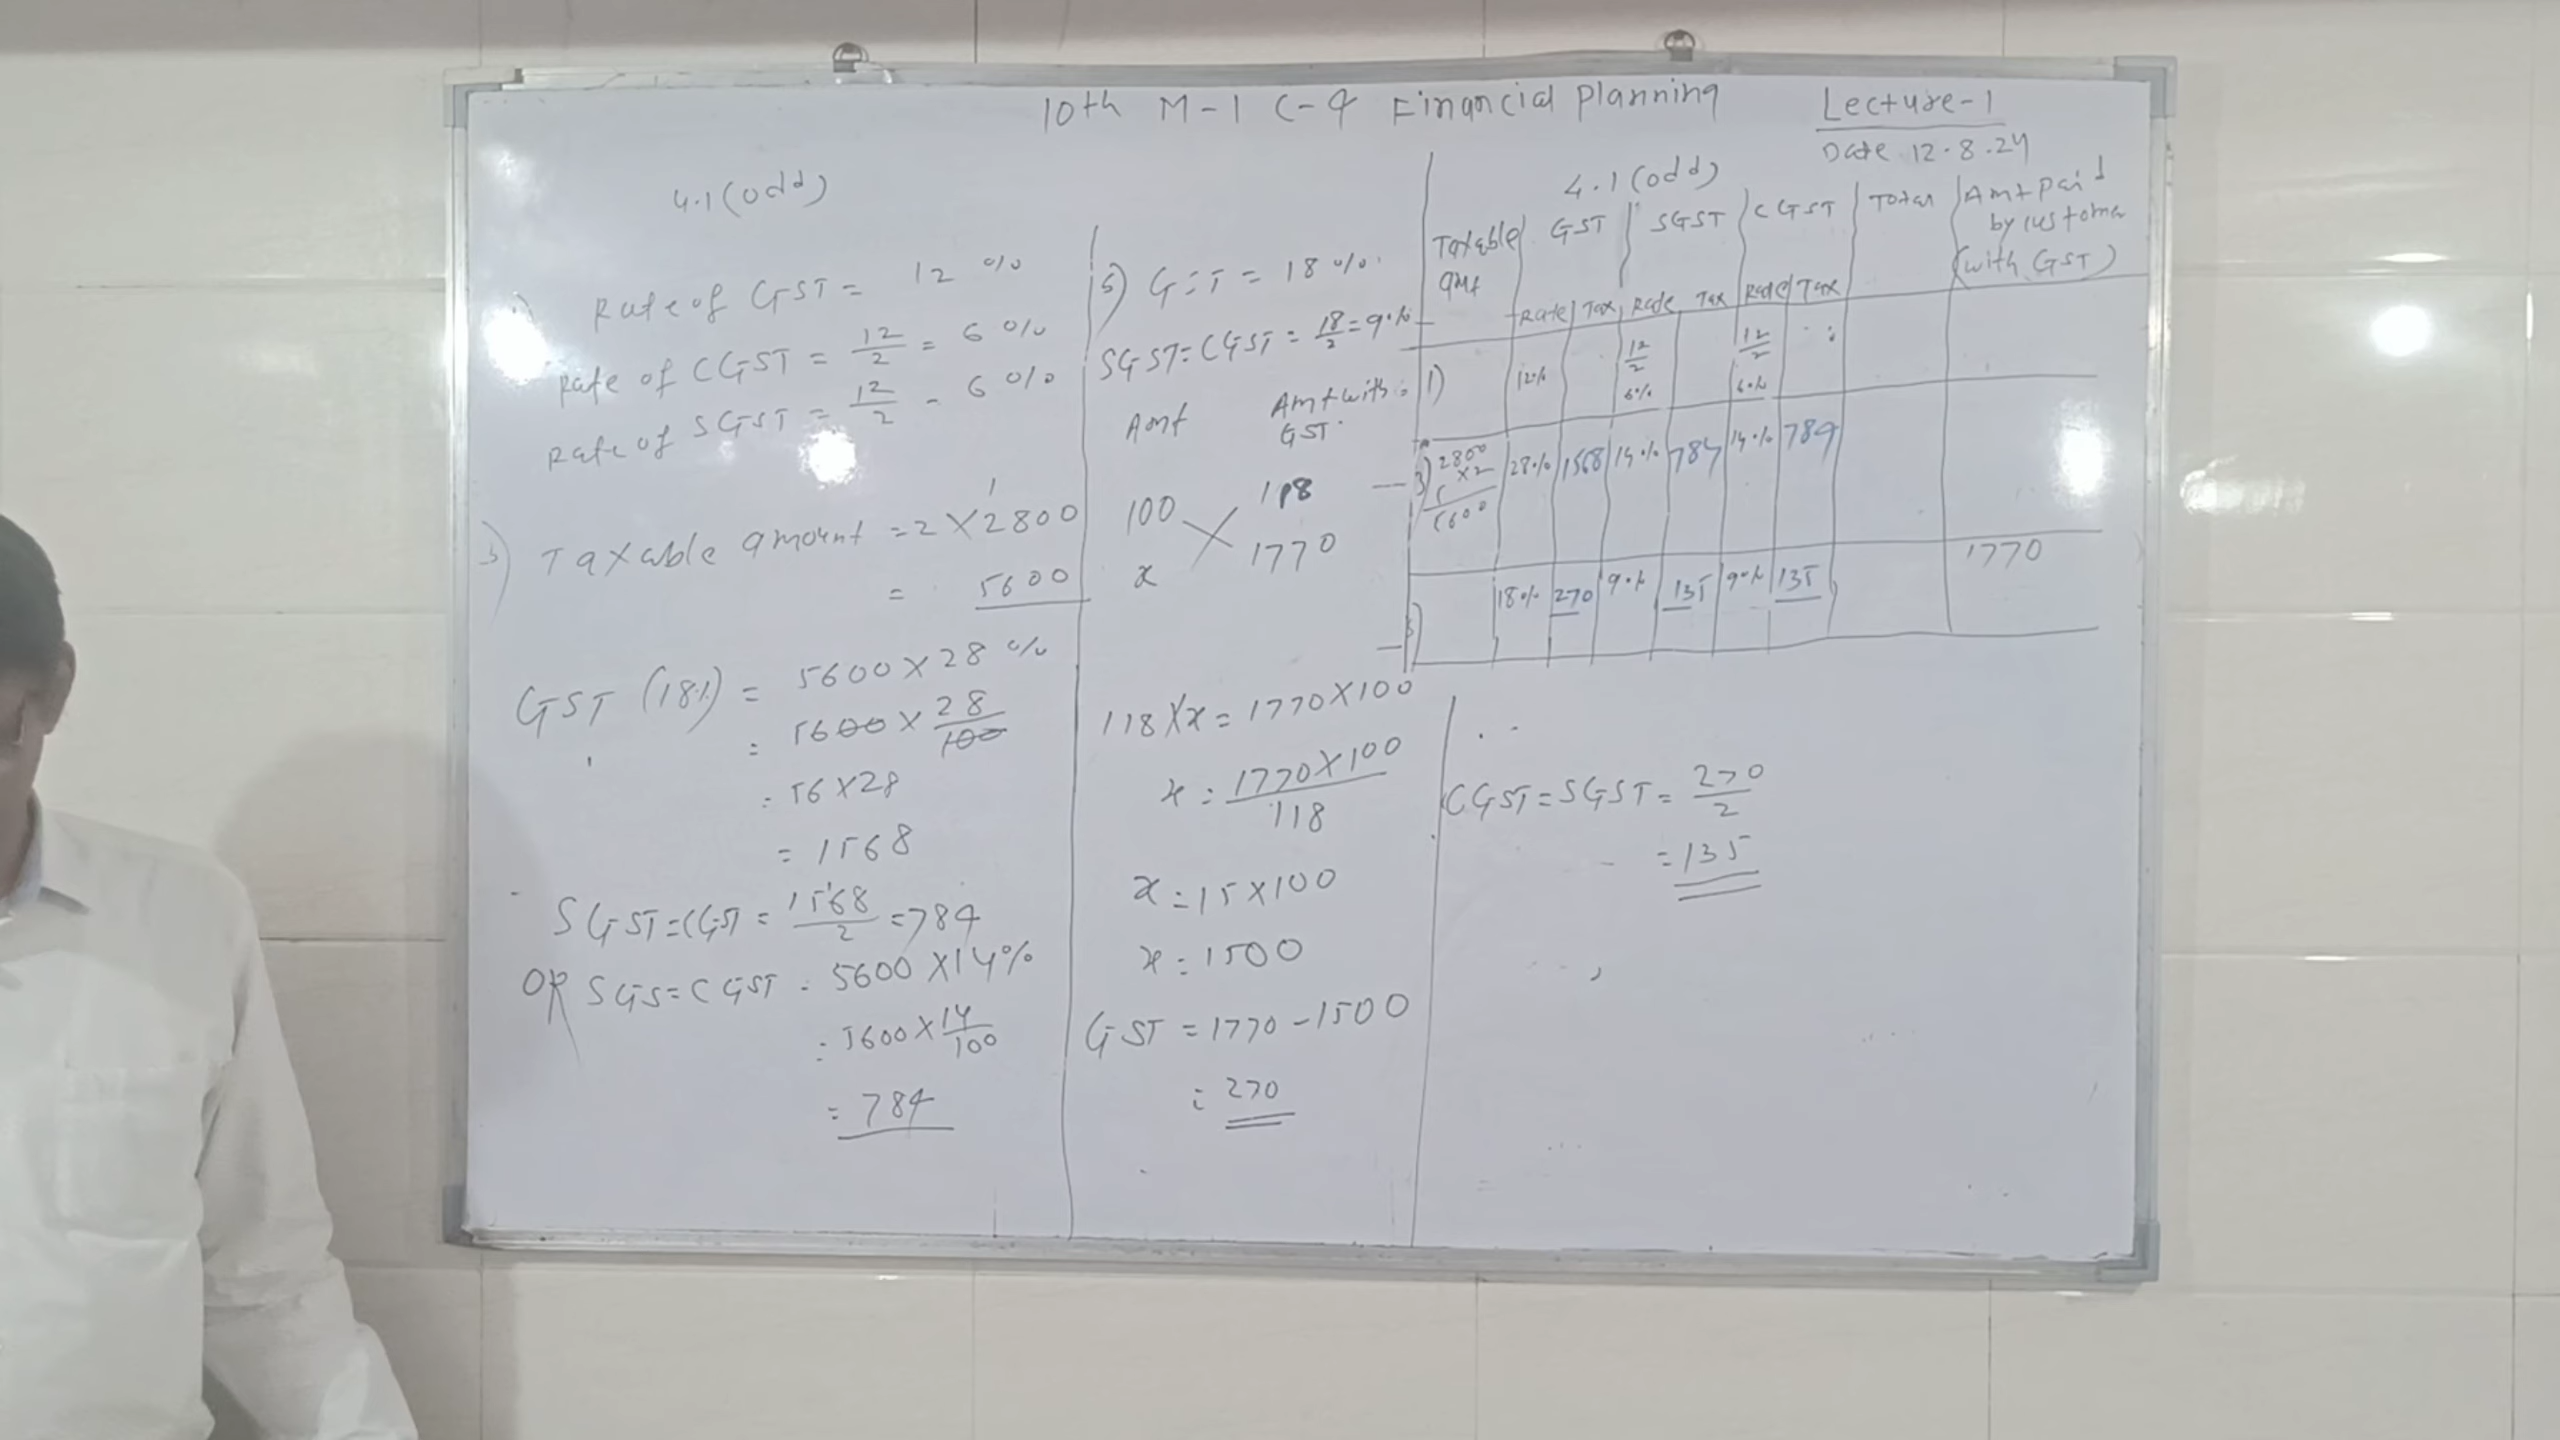 10th M-1 C-4 Financial Planning
Lecture-1
Date 12.8.24
4.1(odd)
Rate of GST = 12 %
Rate of CGST = 12/2 = 6 %
Rate of SGST = 12/2 - 6 %
3) Taxable amount = 2 X 2800
= 5600
GST (18%) = 5600 X 28 %
= 5600 X 28/100
= 56 X 28
= 1568
SGST = CGST = 1568/2 = 784
OR SGS = CGST = 5600 X 14%
= 5600 X 14/100
= 784
5) GST = 18 %
SGST = CGST = 18/2 = 9%
Amt Amt with GST
100 118
x 1770
118 X x = 1770 X 100
x = 1770 X 100 / 118
x = 15 X 100
x = 1500
GST = 1770 - 1500
= 270
4.1 (odd)
Taxable amt GST SGST CGST Total Amt paid by customer (with GST)
Rate Tax Rate Tax Rate Tax
1) 12% 12/2 6% 12/2 6%
3) 2800 X2 5600 28% 1568 14% 784 14% 784
5) 18% 270 9% 135 9% 135 1770
CGST = SGST = 270/2
= 135